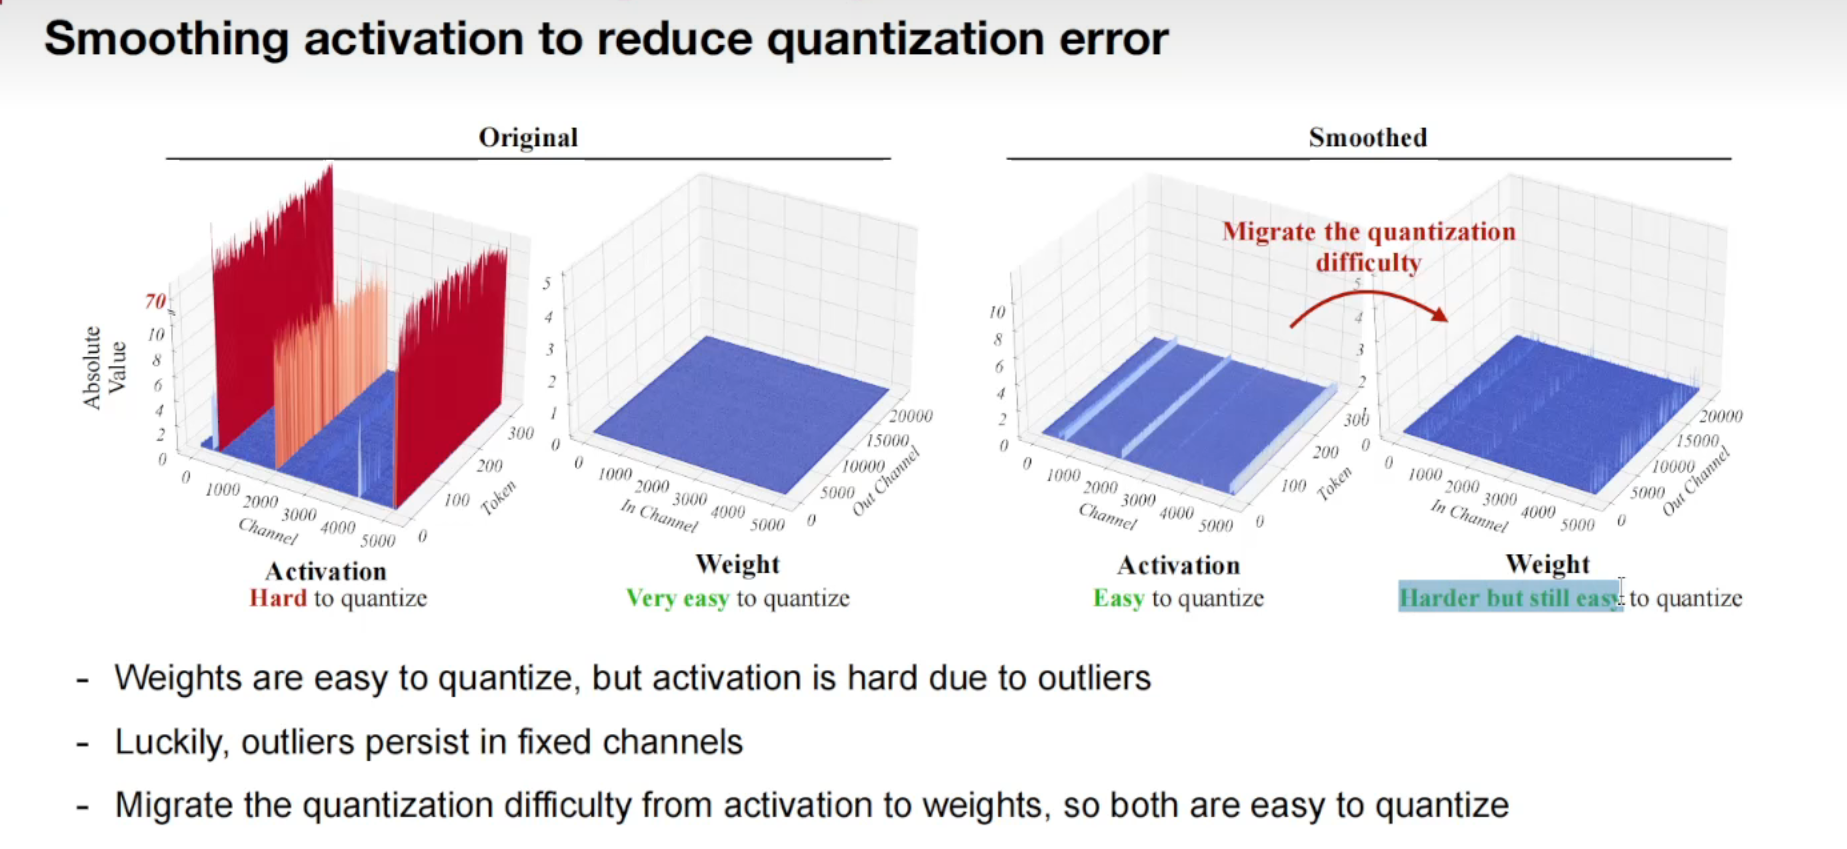 Smoothing activation to reduce quantization error
Original
Smoothed
Absolute
Value
70
10
8
6
4
2
0
0
1000
2000
3000
4000
5000
Channel
0
100
200
300
Token
Activation
Hard to quantize
5
4
3
2
1
0
0
1000
2000
3000
4000
5000
In Channel
0
5000
10000
15000
20000
Out Channel
Weight
Very easy to quantize
Migrate the quantization
difficulty
10
8
6
4
2
0
0
1000
2000
3000
4000
5000
Channel
0
100
200
300
Token
Activation
Easy to quantize
5
4
3
2
1
0
0
1000
2000
3000
4000
5000
In Channel
0
5000
10000
15000
20000
Out Channel
Weight
Harder but still easy to quantize
- Weights are easy to quantize, but activation is hard due to outliers
- Luckily, outliers persist in fixed channels
- Migrate the quantization difficulty from activation to weights, so both are easy to quantize